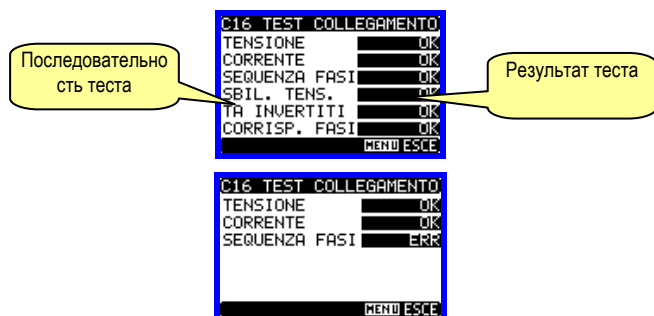 C16 TEST COLLEGAMENTO
TENSIONE OK
CORRENTE OK
SEQUENZA FASI OK
SBIL. TENS. OK
TA INVERTITI OK
CORRISP. FASI OK
MENU ESCE
Последовательно
сть теста
Результат теста
C16 TEST COLLEGAMENTO
TENSIONE OK
CORRENTE OK
SEQUENZA FASI ERR
MENU ESCE